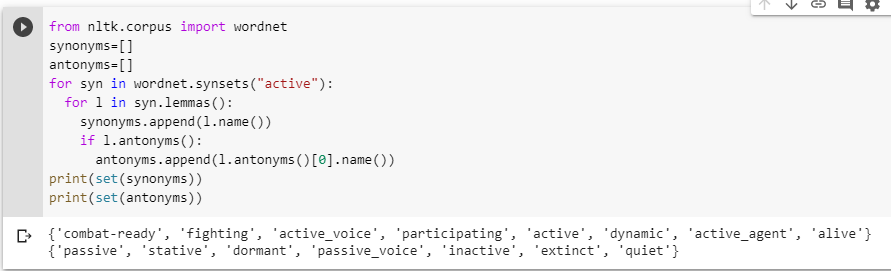 from nltk.corpus import wordnet
synonyms=[]
antonyms=[]
for syn in wordnet.synsets("active"):
  for l in syn.lemmas():
    synonyms.append(l.name())
    if l.antonyms():
      antonyms.append(l.antonyms()[0].name())
print(set(synonyms))
print(set(antonyms))
{'combat-ready', 'fighting', 'active_voice', 'participating', 'active', 'dynamic', 'active_agent', 'alive'}
{'passive', 'stative', 'dormant', 'passive_voice', 'inactive', 'extinct', 'quiet'}